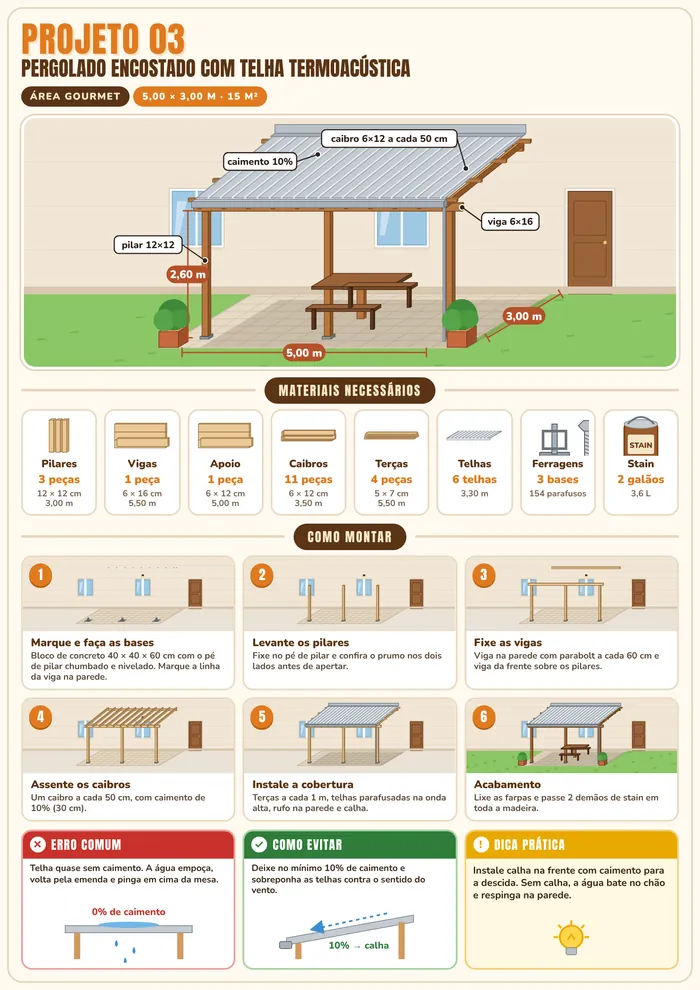 PROJETO 03
PERGOLADO ENCOSTADO COM TELHA TERMOACÚSTICA
ÁREA GOURMET
5,00 × 3,00 M · 15 M²
caibro 6×12 a cada 50 cm
caimento 10%
viga 6×16
pilar 12×12
2,60 m
3,00 m
5,00 m
MATERIAIS NECESSÁRIOS
Pilares
3 peças
12 × 12 cm
3,00 m
Vigas
1 peça
6 × 16 cm
5,50 m
Apoio
1 peça
6 × 12 cm
5,00 m
Caibros
11 peças
6 × 12 cm
3,50 m
Terças
4 peças
5 × 7 cm
5,50 m
Telhas
6 telhas
3,30 m
Ferragens
3 bases
154 parafusos
STAIN
Stain
2 galões
3,6 L
COMO MONTAR
1
Marque e faça as bases
Bloco de concreto 40 × 40 × 60 cm com o pé
de pilar chumbado e nivelado. Marque a linha
da viga na parede.
2
Levante os pilares
Fixe no pé de pilar e confira o prumo nos dois
lados antes de apertar.
3
Fixe as vigas
Viga na parede com parabolt a cada 60 cm e
viga da frente sobre os pilares.
4
Assente os caibros
Um caibro a cada 50 cm, com caimento de
10% (30 cm).
5
Instale a cobertura
Terças a cada 1 m, telhas parafusadas na onda
alta, rufo na parede e calha.
6
Acabamento
Lixe as farpas e passe 2 demãos de stain em
toda a madeira.
ERRO COMUM
Telha quase sem caimento. A água empoça,
volta pela emenda e pinga em cima da mesa.
0% de caimento
COMO EVITAR
Deixe no mínimo 10% de caimento e
sobreponha as telhas contra o sentido do
vento.
10% → calha
! DICA PRÁTICA
Instale calha na frente com caimento para
a descida. Sem calha, a água bate no chão
e respinga na parede.